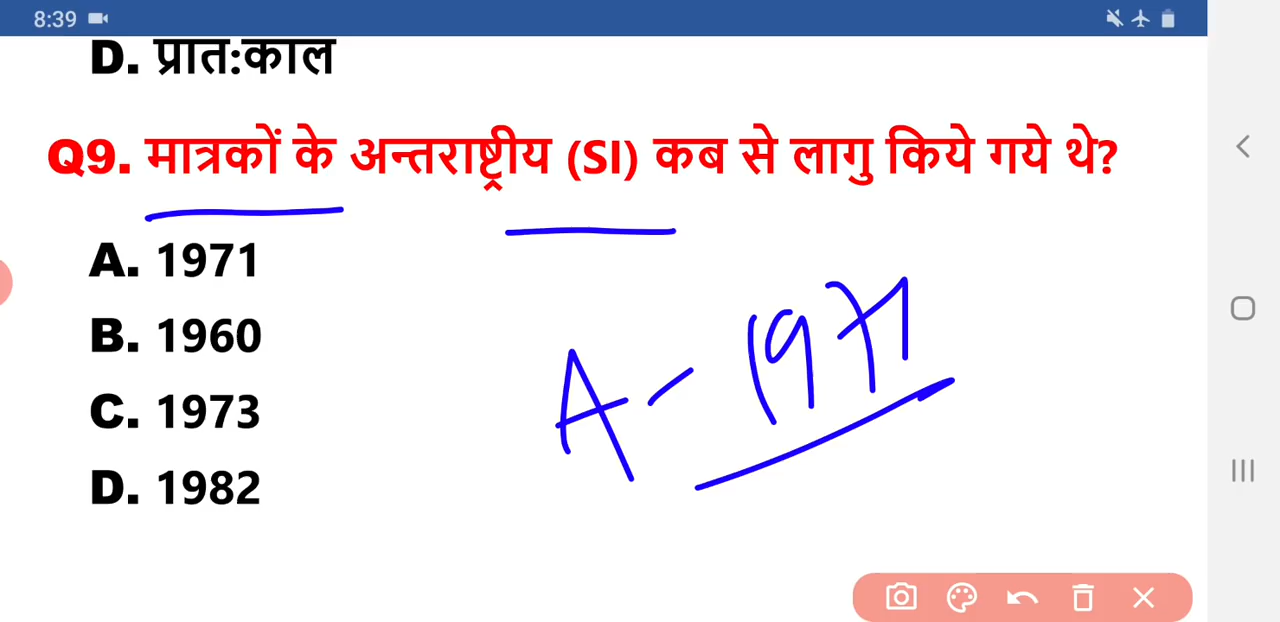 8:39
D. प्रात:काल
Q9. मात्रकों के अन्तराष्ट्रीय (SI) कब से लागु किये गये थे?
A. 1971
B. 1960
C. 1973
D. 1982
A - 1971